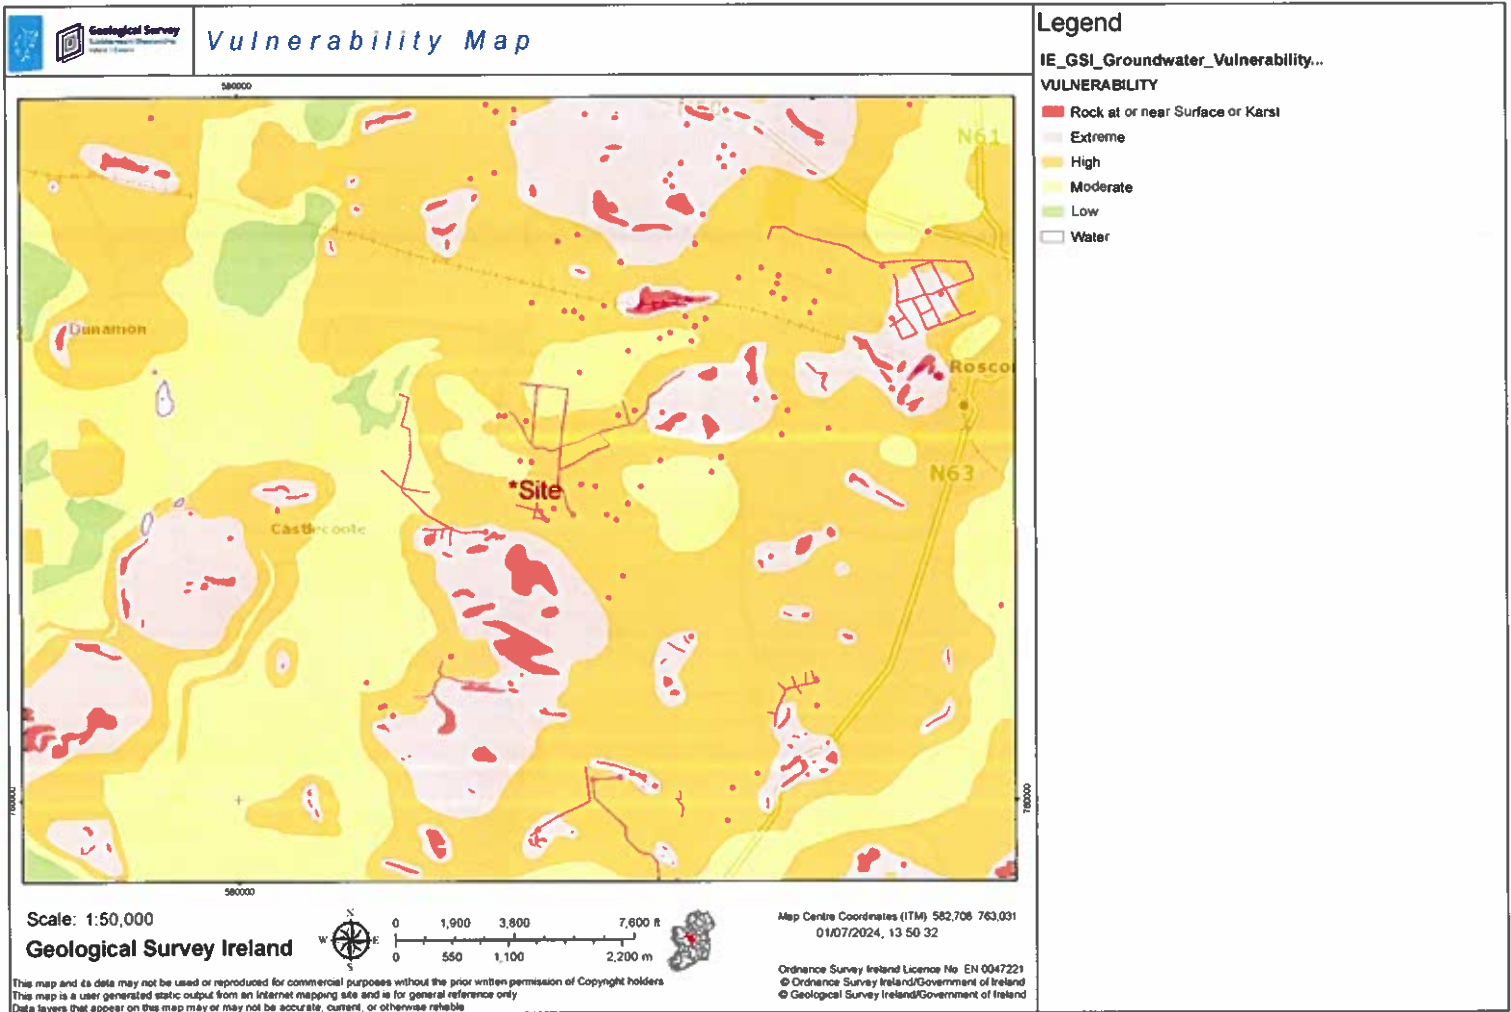 Geological Survey
Vulnerability Map
Legend
IE_GSI_Groundwater_Vulnerability...
VULNERABILITY
Rock at or near Surface or Karst
Extreme
High
Moderate
Low
Water
580000
N61
Dunamon
Rosco
N63
*Site
Castlecoote
760000
760000
580000
Scale: 1:50,000
Geological Survey Ireland
N
W
E
S
0 1,900 3,800 7,600 ft
0 550 1,100 2,200 m
Map Centre Coordinates (ITM) 582,708 763,031
01/07/2024, 13 50 32
Ordnance Survey Ireland Licence No EN 0047221
© Ordnance Survey Ireland/Government of Ireland
© Geological Survey Ireland/Government of Ireland
This map and its data may not be used or reproduced for commercial purposes without the prior written permission of Copyright holders
This map is a user generated static output from an Internet mapping site and is for general reference only
Data layers that appear on this map may or may not be accurate, current, or otherwise reliable